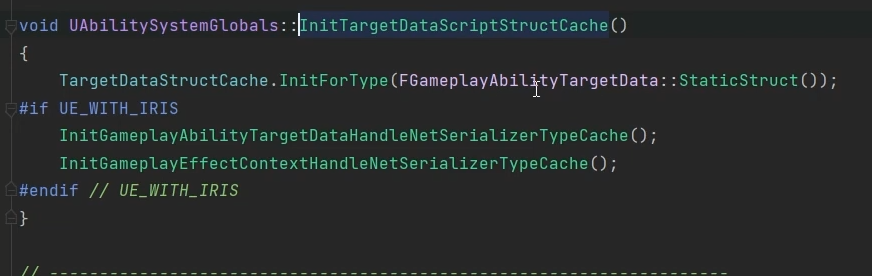 void UAbilitySystemGlobals::InitTargetDataScriptStructCache()
{
    TargetDataStructCache.InitForType(FGameplayAbilityTargetData::StaticStruct());
#if UE_WITH_IRIS
    InitGameplayAbilityTargetDataHandleNetSerializerTypeCache();
    InitGameplayEffectContextHandleNetSerializerTypeCache();
#endif // UE_WITH_IRIS
}
// --------------------------------------------------------------------